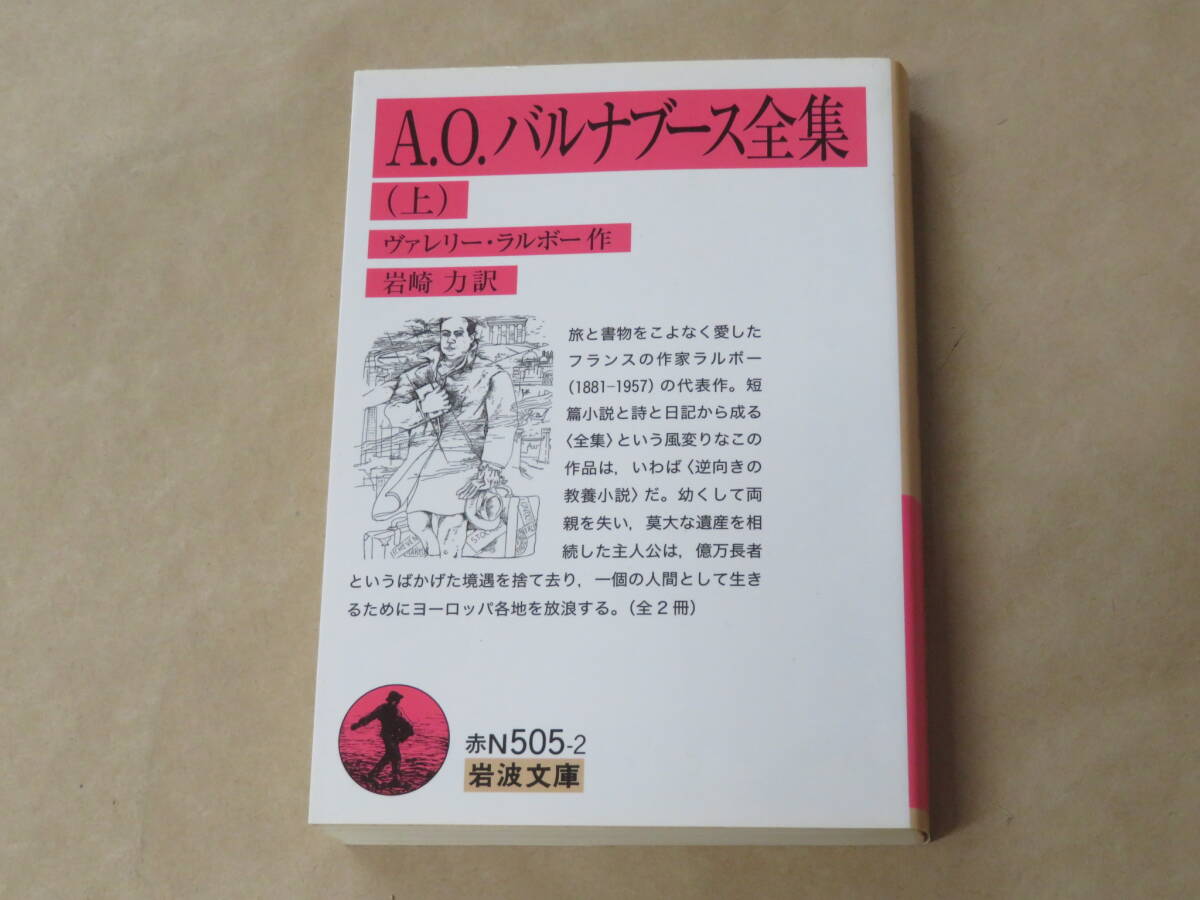 A.O.バルナブース全集
(上)
ヴァレリー・ラルボー作
岩崎 力訳
旅と書物をこよなく愛した
フランスの作家ラルボー
(1881-1957)の代表作。短
篇小説と詩と日記から成る
〈全集〉という風変りなこの
作品は，いわば〈逆向きの
教養小説〉だ。幼くして両
親を失い，莫大な遺産を相
続した主人公は，億万長者
というばかげた境遇を捨て去り，一個の人間として生き
るためにヨーロッパ各地を放浪する。(全2冊)
赤N505-2
岩波文庫